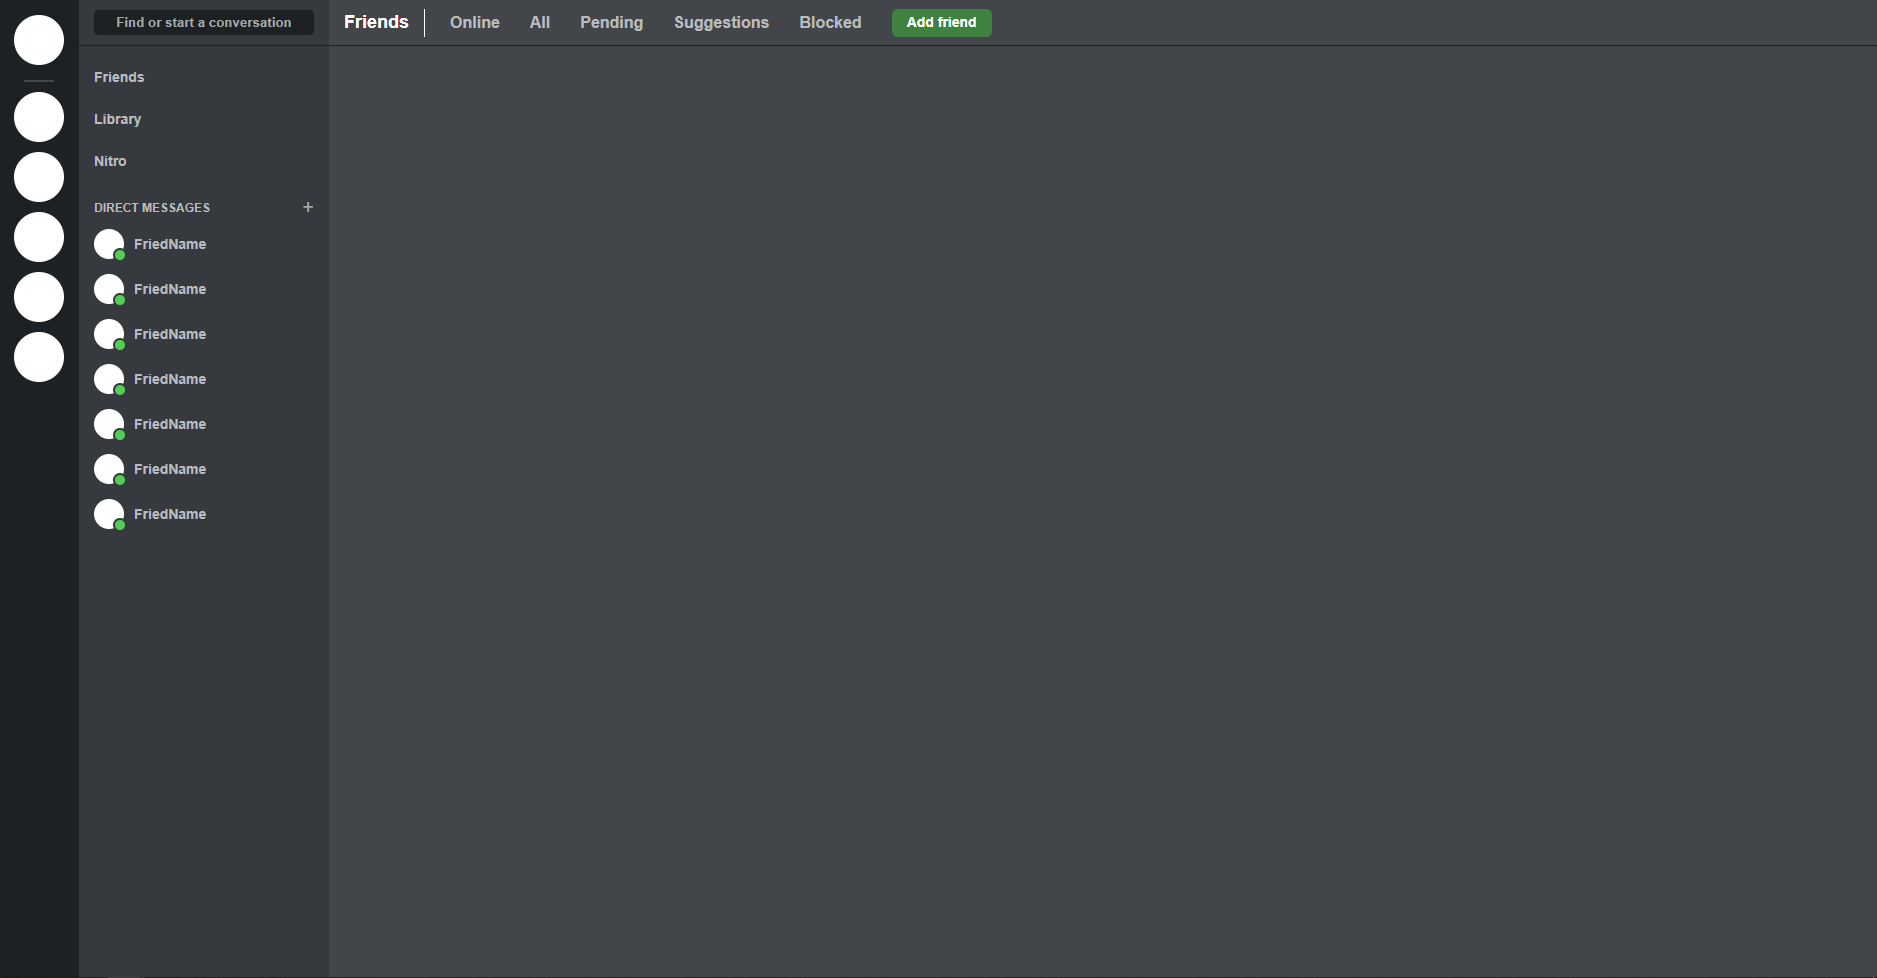 Find or start a conversation
Friends
Online
All
Pending
Suggestions
Blocked
Add friend
Friends
Library
Nitro
DIRECT MESSAGES +
FriedName
FriedName
FriedName
FriedName
FriedName
FriedName
FriedName